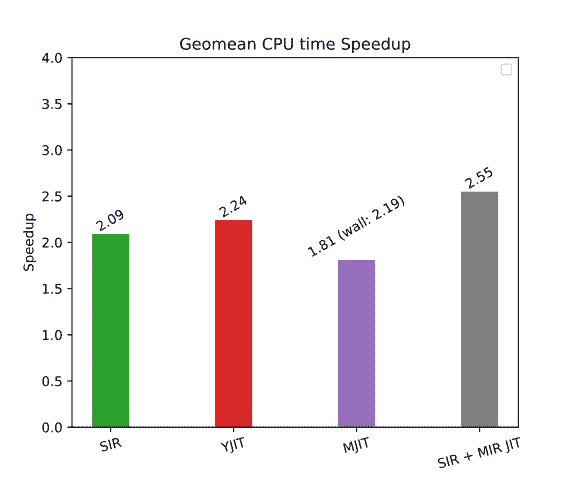 Geomean CPU time Speedup
4.0
3.5
3.0
2.5
2.0
1.5
1.0
0.5
0.0
Speedup
2.09
2.24
1.81 (wall: 2.19)
2.55
SIR
YJIT
MJIT
SIR + MIR JIT